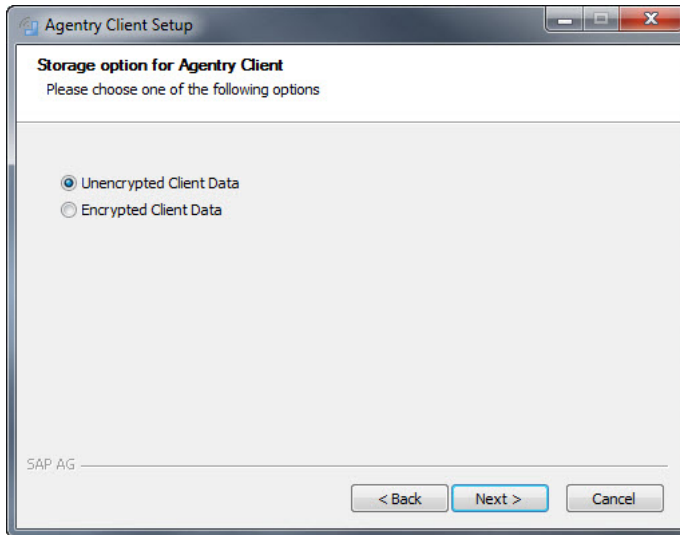 Agentry Client Setup
Storage option for Agentry Client
Please choose one of the following options
Unencrypted Client Data
Encrypted Client Data
SAP AG
< Back Next > Cancel